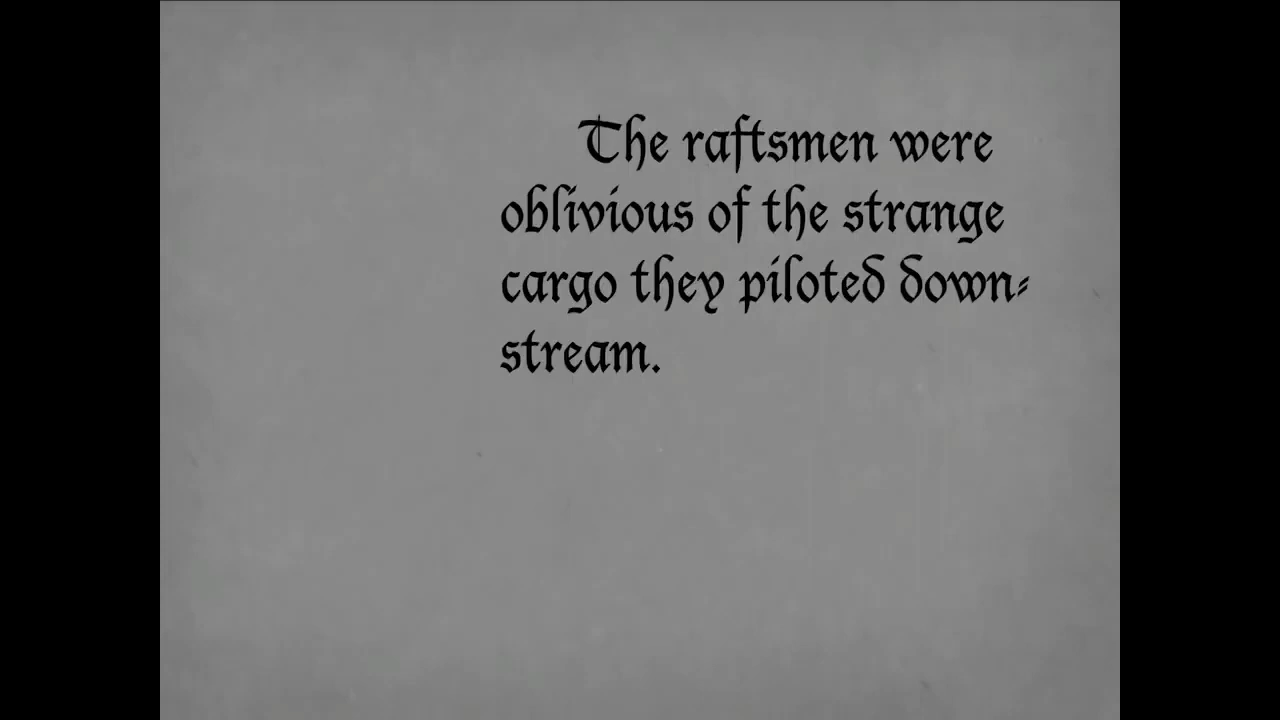 The raftsmen were
oblivious of the strange
cargo they piloted down-
stream.